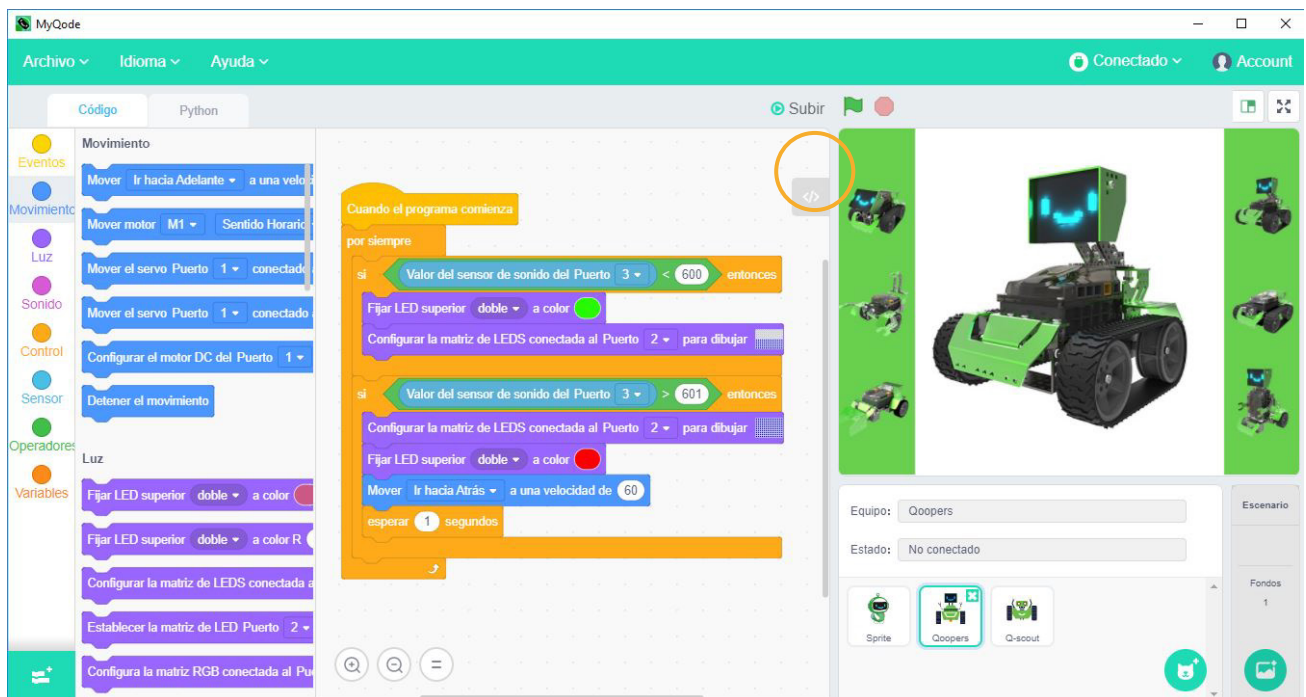 MyQode
Archivo Idioma Ayuda Conectado Account
Código Python Subir
Eventos
Movimiento
Luz
Sonido
Control
Sensor
Operadores
Variables
Movimiento
Mover Ir hacia Adelante a una velo
Mover motor M1 Sentido Horario
Mover el servo Puerto 1 conectado
Mover el servo Puerto 1 conectado
Configurar el motor DC del Puerto 1
Detener el movimiento
Luz
Fijar LED superior doble a color
Fijar LED superior doble a color R
Configurar la matriz de LEDS conectada a
Establecer la matriz de LED Puerto 2
Configura la matriz RGB conectada al Pue
</>
Cuando el programa comienza
por siempre
si Valor del sensor de sonido del Puerto 3 < 600 entonces
Fijar LED superior doble a color
Configurar la matriz de LEDS conectada al Puerto 2 para dibujar
si Valor del sensor de sonido del Puerto 3 > 601 entonces
Configurar la matriz de LEDS conectada al Puerto 2 para dibujar
Fijar LED superior doble a color
Mover Ir hacia Atrás a una velocidad de 60
esperar 1 segundos
Equipo: Qoopers
Estado: No conectado
Sprite Qoopers Q-scout
Escenario
Fondos
1